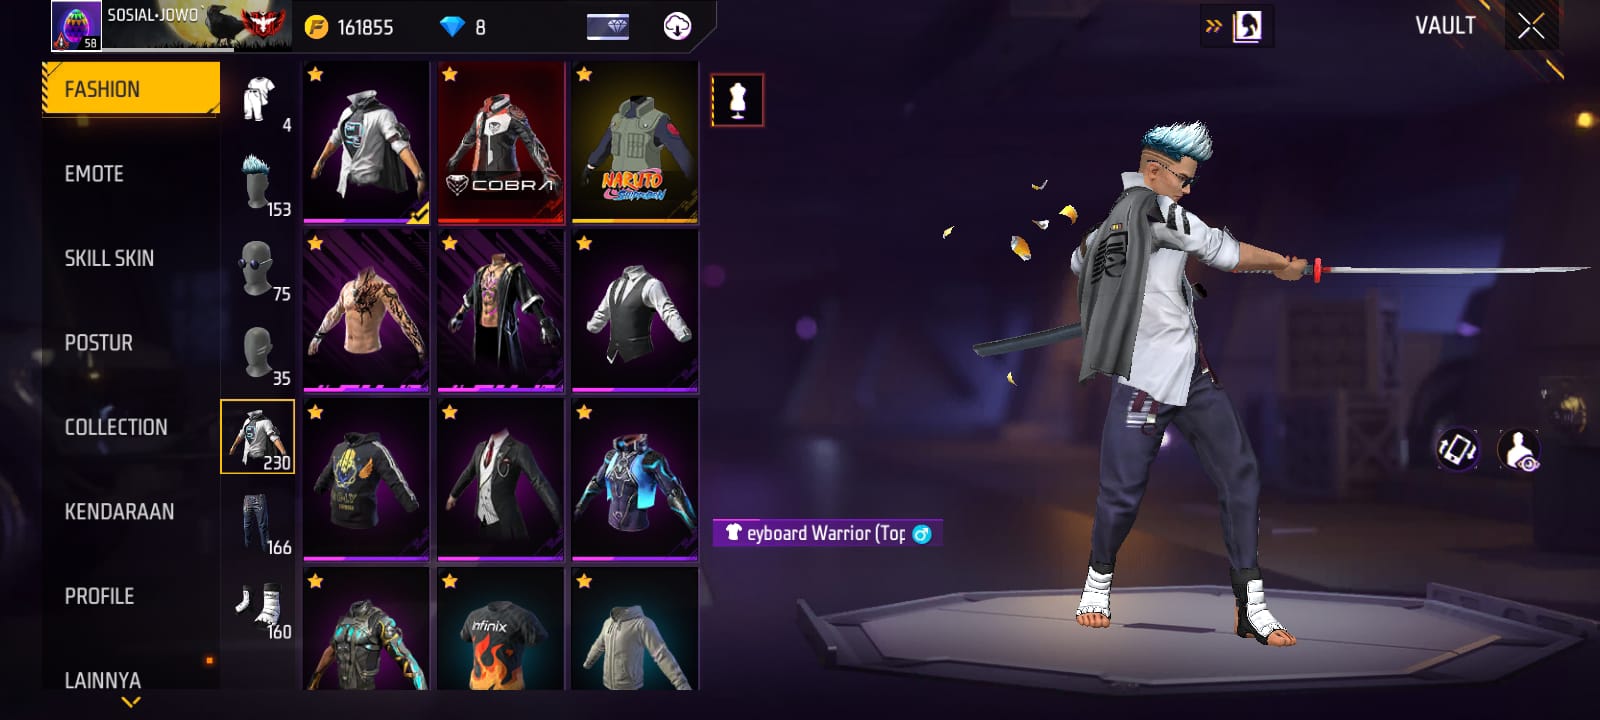 SOSIAL•JOWO`
58
161855
8
VAULT
FASHION
EMOTE
SKILL SKIN
POSTUR
COLLECTION
KENDARAAN
PROFILE
LAINNYA
4
153
75
35
230
166
160
COBRA
NARUTO
SHIPPUDEN
infinix
eyboard Warrior (Top